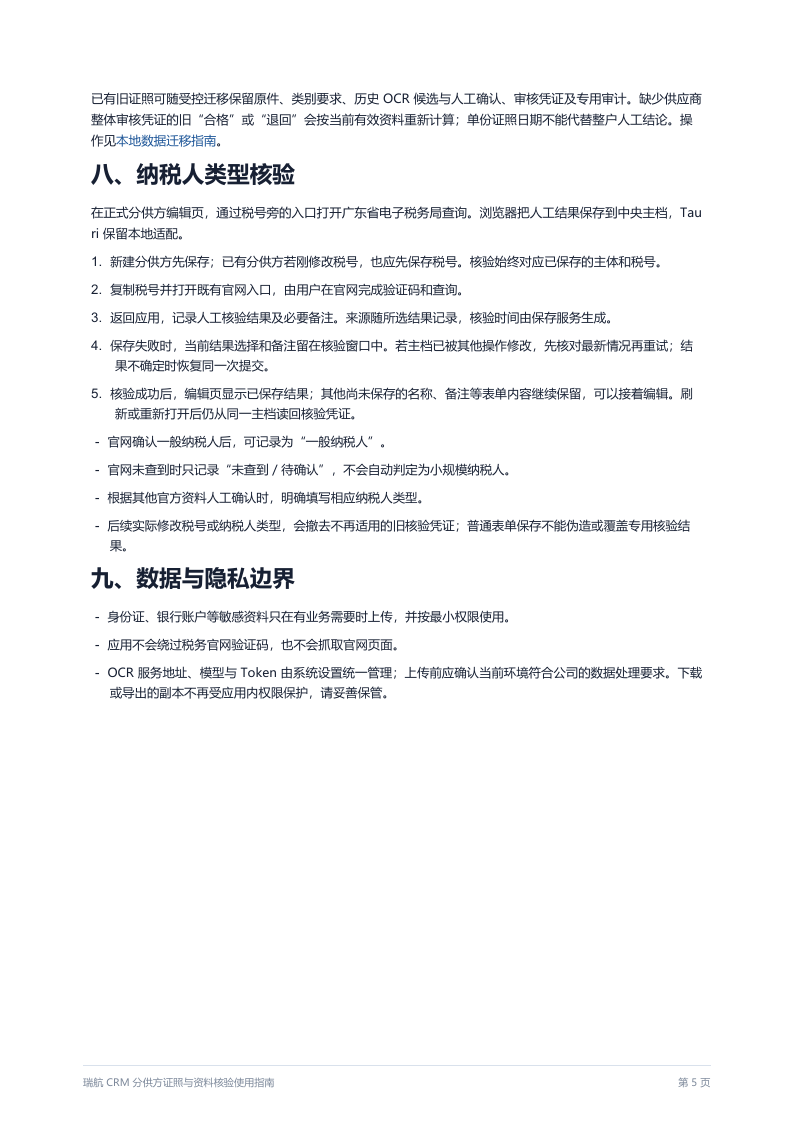 已有旧证照可随受控迁移保留原件、类别要求、历史 OCR 候选与人工确认、审核凭证及专用审计。缺少供应商
整体审核凭证的旧“合格”或“退回”会按当前有效资料重新计算；单份证照日期不能代替整户人工结论。操
作见本地数据迁移指南。
八、纳税人类型核验
在正式分供方编辑页，通过税号旁的入口打开广东省电子税务局查询。浏览器把人工结果保存到中央主档，Tau
ri 保留本地适配。
1. 新建分供方先保存；已有分供方若刚修改税号，也应先保存税号。核验始终对应已保存的主体和税号。
2. 复制税号并打开既有官网入口，由用户在官网完成验证码和查询。
3. 返回应用，记录人工核验结果及必要备注。来源随所选结果记录，核验时间由保存服务生成。
4. 保存失败时，当前结果选择和备注留在核验窗口中。若主档已被其他操作修改，先核对最新情况再重试；结
果不确定时恢复同一次提交。
5. 核验成功后，编辑页显示已保存结果；其他尚未保存的名称、备注等表单内容继续保留，可以接着编辑。刷
新或重新打开后仍从同一主档读回核验凭证。
- 官网确认一般纳税人后，可记录为“一般纳税人”。
- 官网未查到时只记录“未查到 / 待确认”，不会自动判定为小规模纳税人。
- 根据其他官方资料人工确认时，明确填写相应纳税人类型。
- 后续实际修改税号或纳税人类型，会撤去不再适用的旧核验凭证；普通表单保存不能伪造或覆盖专用核验结
果。
九、数据与隐私边界
- 身份证、银行账户等敏感资料只在有业务需要时上传，并按最小权限使用。
- 应用不会绕过税务官网验证码，也不会抓取官网页面。
- OCR 服务地址、模型与 Token 由系统设置统一管理；上传前应确认当前环境符合公司的数据处理要求。下载
或导出的副本不再受应用内权限保护，请妥善保管。
瑞航 CRM 分供方证照与资料核验使用指南
第 5 页